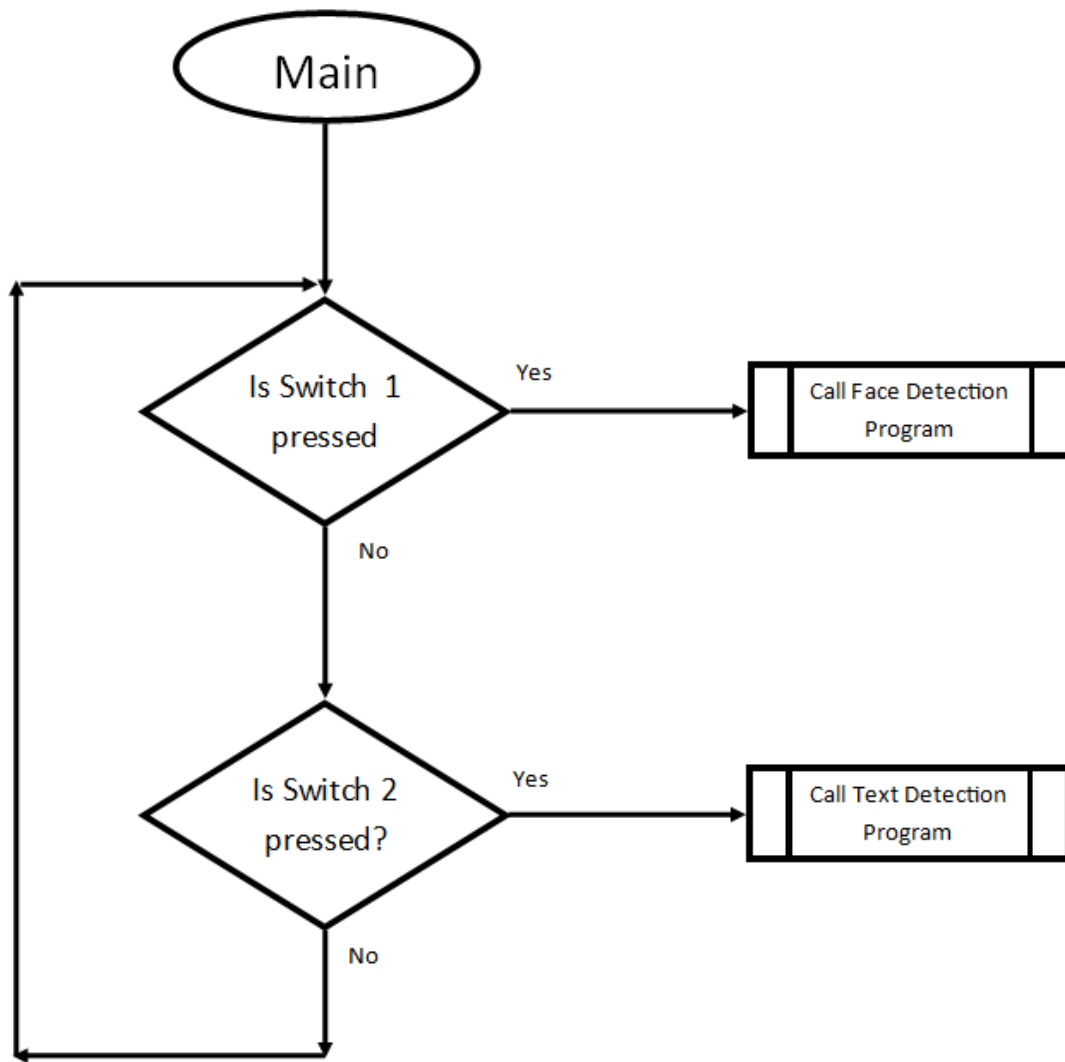 Main
Is Switch 1
pressed
Yes
Call Face Detection
Program
No
Is Switch 2
pressed?
Yes
Call Text Detection
Program
No